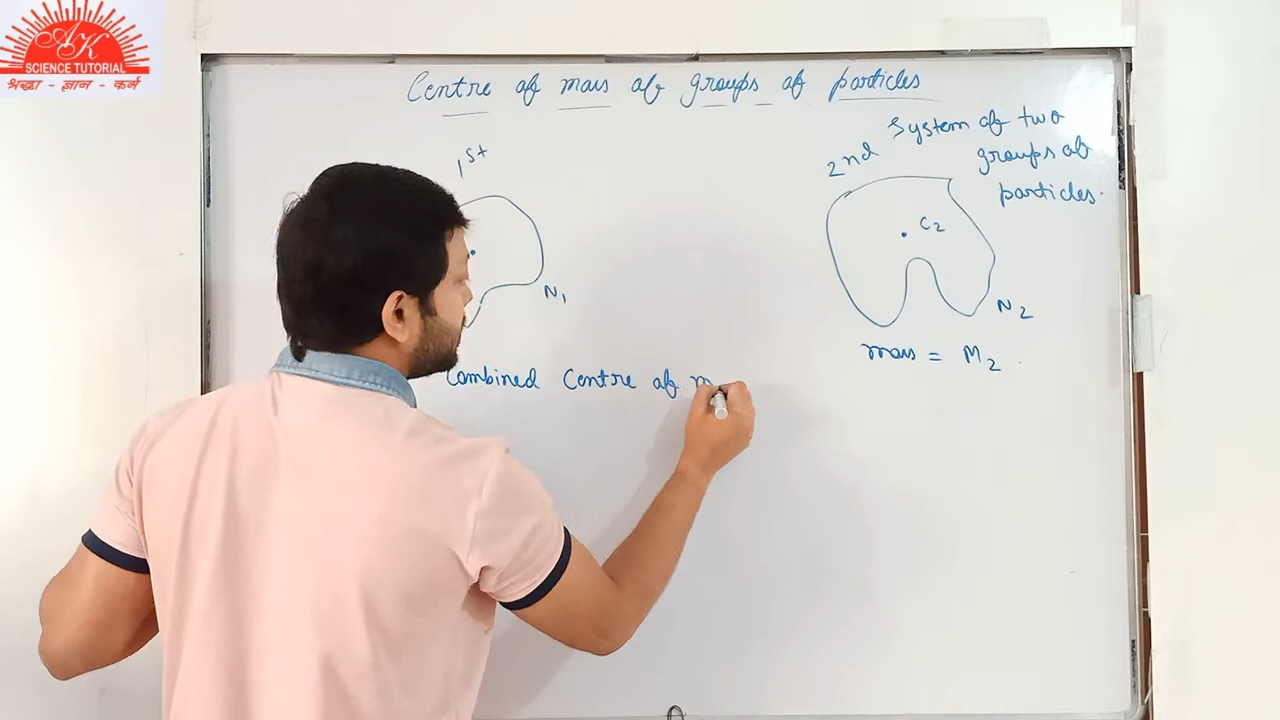 AK
SCIENCE TUTORIAL
श्रद्धा - ज्ञान - कर्म
Centre of mass of groups of particles
System of two
groups of
particles.
1st
2nd
C2
N1
N2
mass = M2
Combined Centre of m